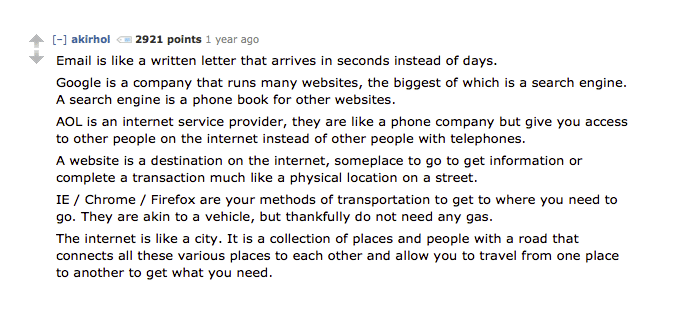 [–] akirhol 2921 points 1 year ago
Email is like a written letter that arrives in seconds instead of days.
Google is a company that runs many websites, the biggest of which is a search engine.
A search engine is a phone book for other websites.
AOL is an internet service provider, they are like a phone company but give you access
to other people on the internet instead of other people with telephones.
A website is a destination on the internet, someplace to go to get information or
complete a transaction much like a physical location on a street.
IE / Chrome / Firefox are your methods of transportation to get to where you need to
go. They are akin to a vehicle, but thankfully do not need any gas.
The internet is like a city. It is a collection of places and people with a road that
connects all these various places to each other and allow you to travel from one place
to another to get what you need.